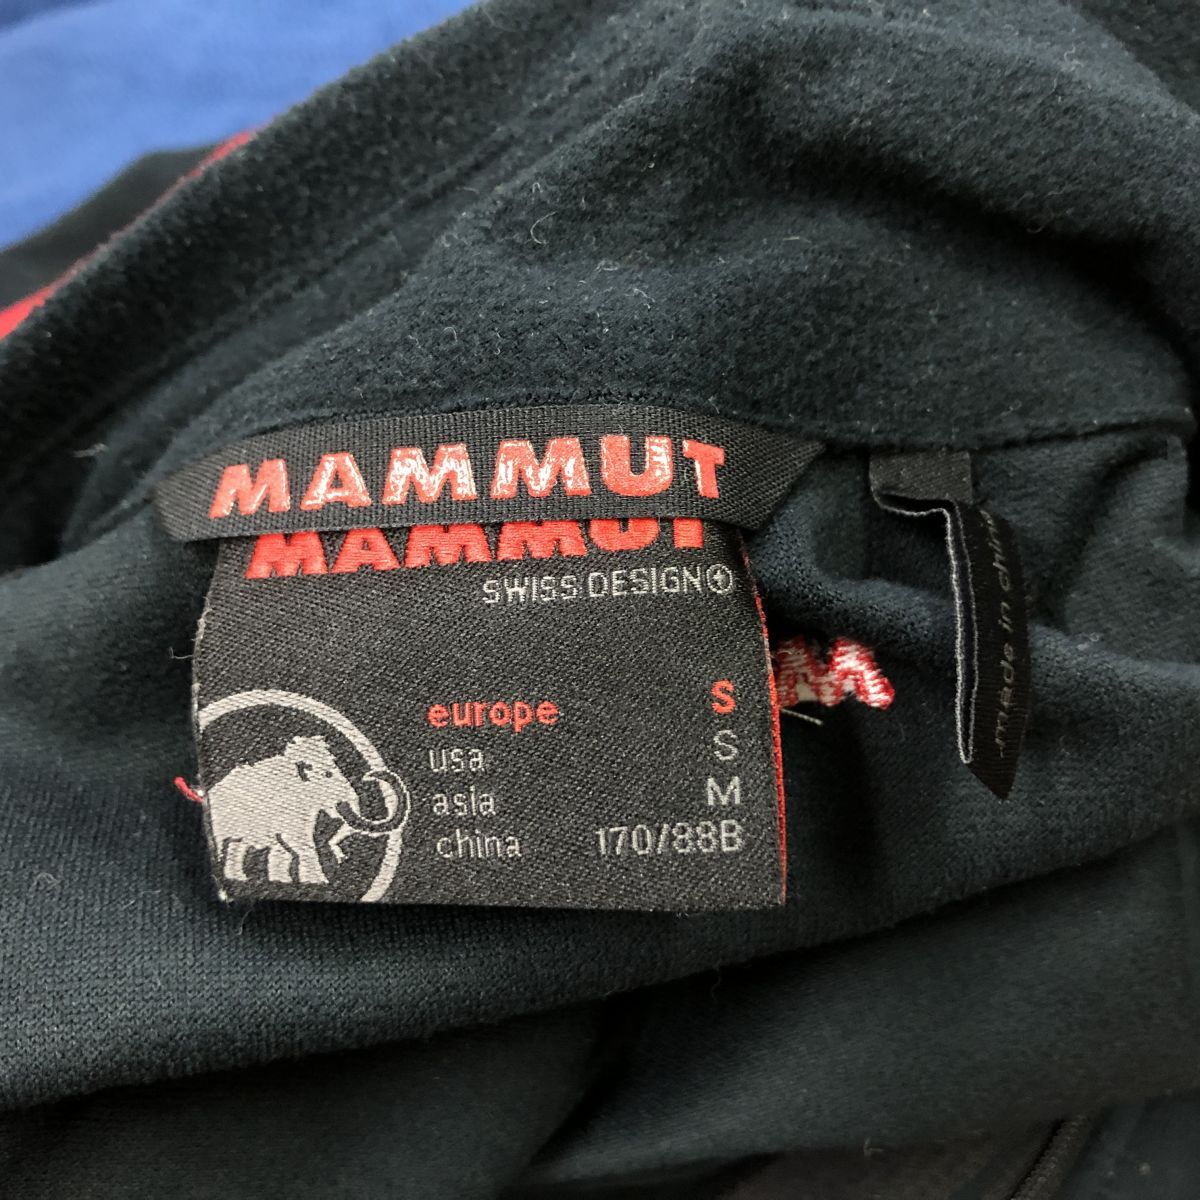 MAMMUT
MAMMUT
SWISS DESIGN
europe S
usa S
asia M
china 170/88B
made in china
M